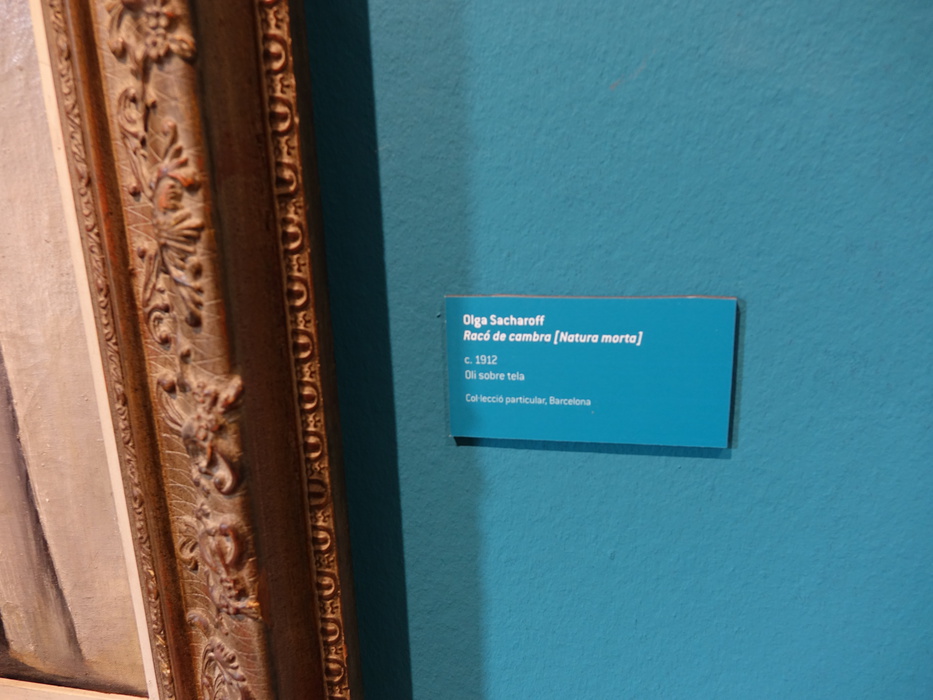 Olga Sacharoff
Racó de cambra [Natura morta]
c. 1912
Oli sobre tela
Col·lecció particular, Barcelona